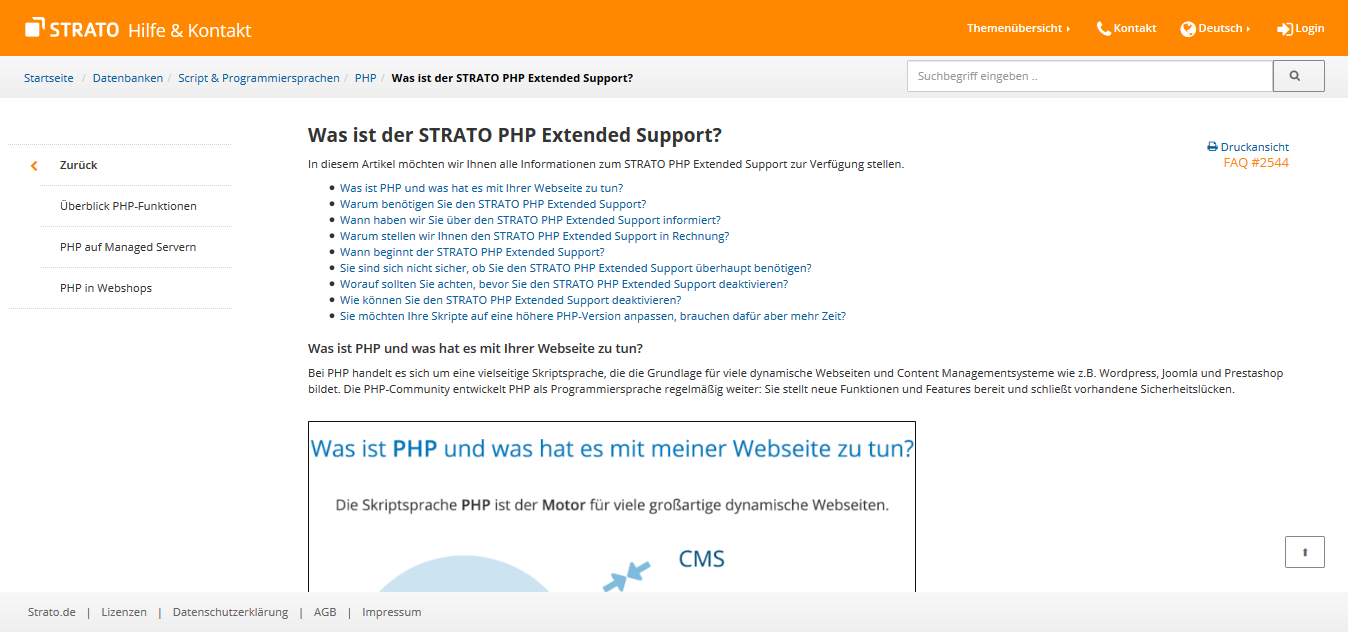 STRATO Hilfe & Kontakt
Themenübersicht
Kontakt
Deutsch
Login
Startseite / Datenbanken / Script & Programmiersprachen / PHP / Was ist der STRATO PHP Extended Support?
Suchbegriff eingeben ..
Zurück
Überblick PHP-Funktionen
PHP auf Managed Servern
PHP in Webshops
Was ist der STRATO PHP Extended Support?
Druckansicht
FAQ #2544
In diesem Artikel möchten wir Ihnen alle Informationen zum STRATO PHP Extended Support zur Verfügung stellen.
Was ist PHP und was hat es mit Ihrer Webseite zu tun?
Warum benötigen Sie den STRATO PHP Extended Support?
Wann haben wir Sie über den STRATO PHP Extended Support informiert?
Warum stellen wir Ihnen den STRATO PHP Extended Support in Rechnung?
Wann beginnt der STRATO PHP Extended Support?
Sie sind sich nicht sicher, ob Sie den STRATO PHP Extended Support überhaupt benötigen?
Worauf sollten Sie achten, bevor Sie den STRATO PHP Extended Support deaktivieren?
Wie können Sie den STRATO PHP Extended Support deaktivieren?
Sie möchten Ihre Skripte auf eine höhere PHP-Version anpassen, brauchen dafür aber mehr Zeit?
Was ist PHP und was hat es mit Ihrer Webseite zu tun?
Bei PHP handelt es sich um eine vielseitige Skriptsprache, die die Grundlage für viele dynamische Webseiten und Content Managementsysteme wie z.B. Wordpress, Joomla und Prestashop
bildet. Die PHP-Community entwickelt PHP als Programmiersprache regelmäßig weiter: Sie stellt neue Funktionen und Features bereit und schließt vorhandene Sicherheitslücken.
Was ist PHP und was hat es mit meiner Webseite zu tun?
Die Skriptsprache PHP ist der Motor für viele großartige dynamische Webseiten.
CMS
Strato.de | Lizenzen | Datenschutzerklärung | AGB | Impressum